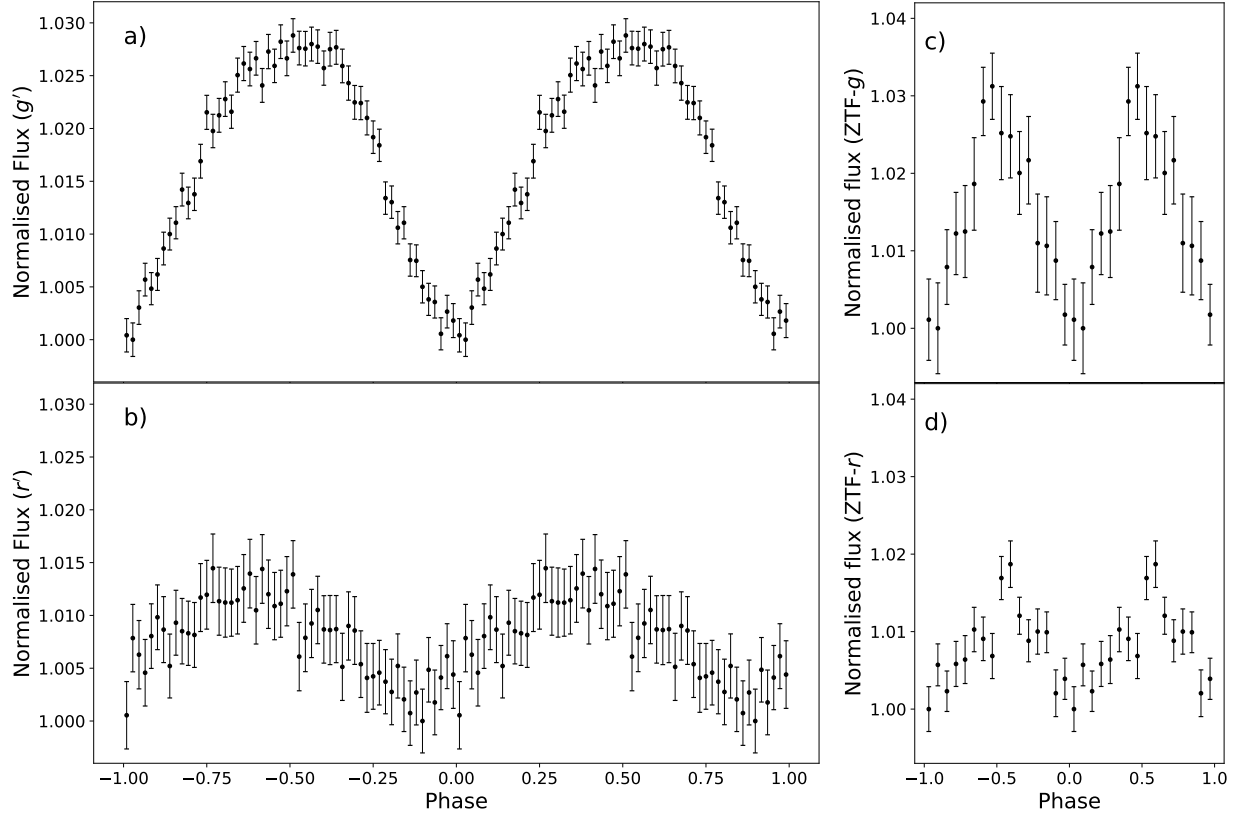 a)
Normalised Flux (g′)
1.030
1.025
1.020
1.015
1.010
1.005
1.000
b)
Normalised Flux (r′)
1.030
1.025
1.020
1.015
1.010
1.005
1.000
−1.00 −0.75 −0.50 −0.25 0.00 0.25 0.50 0.75 1.00
Phase
c)
Normalised flux (ZTF-g)
1.04
1.03
1.02
1.01
1.00
d)
Normalised flux (ZTF-r)
1.04
1.03
1.02
1.01
1.00
−1.0 −0.5 0.0 0.5 1.0
Phase